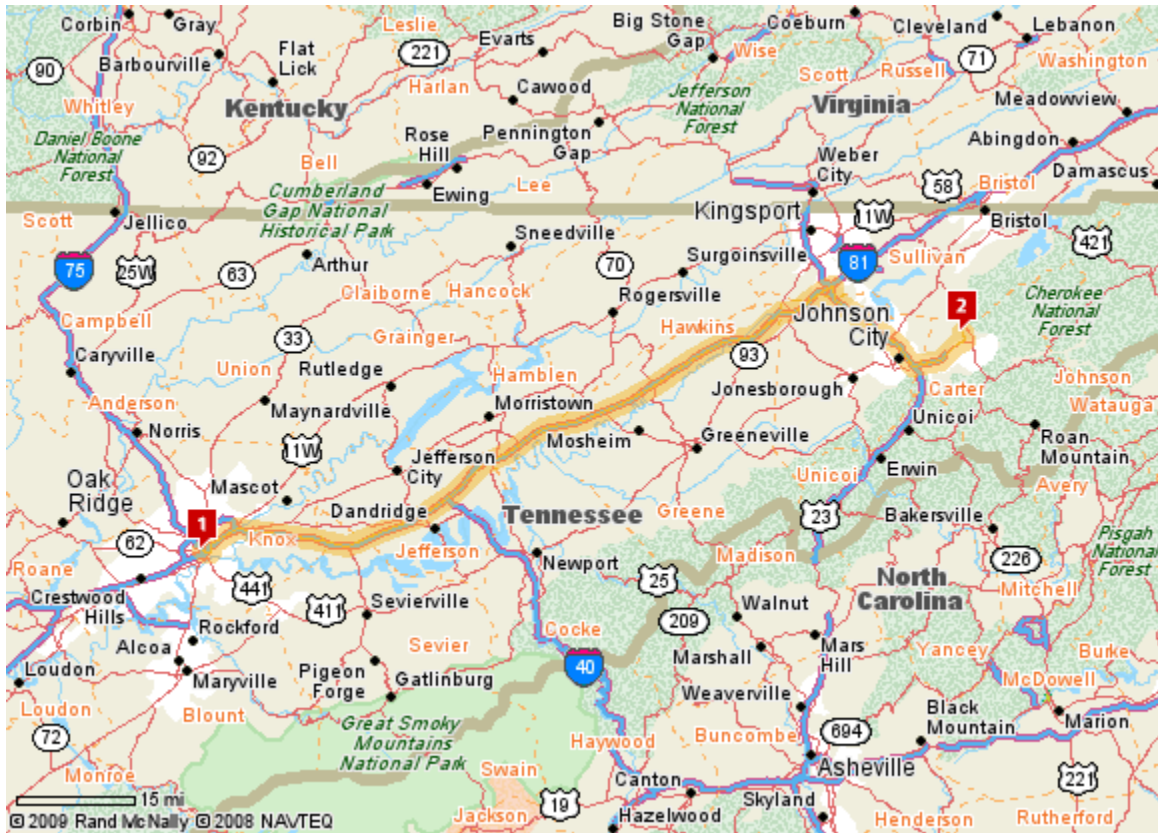 Corbin
Gray
Leslie
221
Evarts
Big Stone
Gap
Coeburn
Cleveland
Lebanon
90
Barbourville
Flat
Lick
Harlan
Wise
Scott
Russell
71
Washington
Whitley
Kentucky
Cawood
Jefferson
National
Forest
Virginia
Meadowview
Daniel Boone
National
Forest
92
Bell
Rose
Hill
Pennington
Gap
Abingdon
Weber
City
58
Bristol
Damascus
Cumberland
Gap National
Historical Park
Ewing
Lee
Scott
Jellico
Kingsport
11W
Bristol
421
75
25W
63
Arthur
Sneedville
70
Surgoinsville
81
Sullivan
Claiborne
Hancock
Rogersville
Cherokee
National
Forest
Campbell
33
Grainger
Hawkins
Johnson
City
2
Caryville
Union
Rutledge
Hamblen
93
Jonesborough
Carter
Johnson
Anderson
Maynardville
Morristown
Watauga
Norris
11W
Mosheim
Greeneville
Unicoi
Roan
Mountain
Oak
Ridge
Mascot
Jefferson
City
Unicoi
Erwin
Avery
1
Dandridge
Tennessee
Greene
23
Bakersville
62
Knox
Jefferson
Newport
Madison
226
Pisgah
National
Forest
Roane
441
25
North
Carolina
Mitchell
Crestwood
Hills
411
Sevierville
209
Walnut
Rockford
Cocke
Mars
Hill
Yancey
Burke
Alcoa
Sevier
Marshall
Loudon
Maryville
Pigeon
Forge
Gatlinburg
40
Weaverville
McDowell
Loudon
Blount
Great Smoky
Mountains
National Park
Black
Mountain
Marion
72
Haywood
Buncombe
694
Monroe
Swain
Canton
Asheville
221
15 mi
19
Skyland
© 2009 Rand McNally © 2008 NAVTEQ
Jackson
Haywood
Henderson
Rutherford